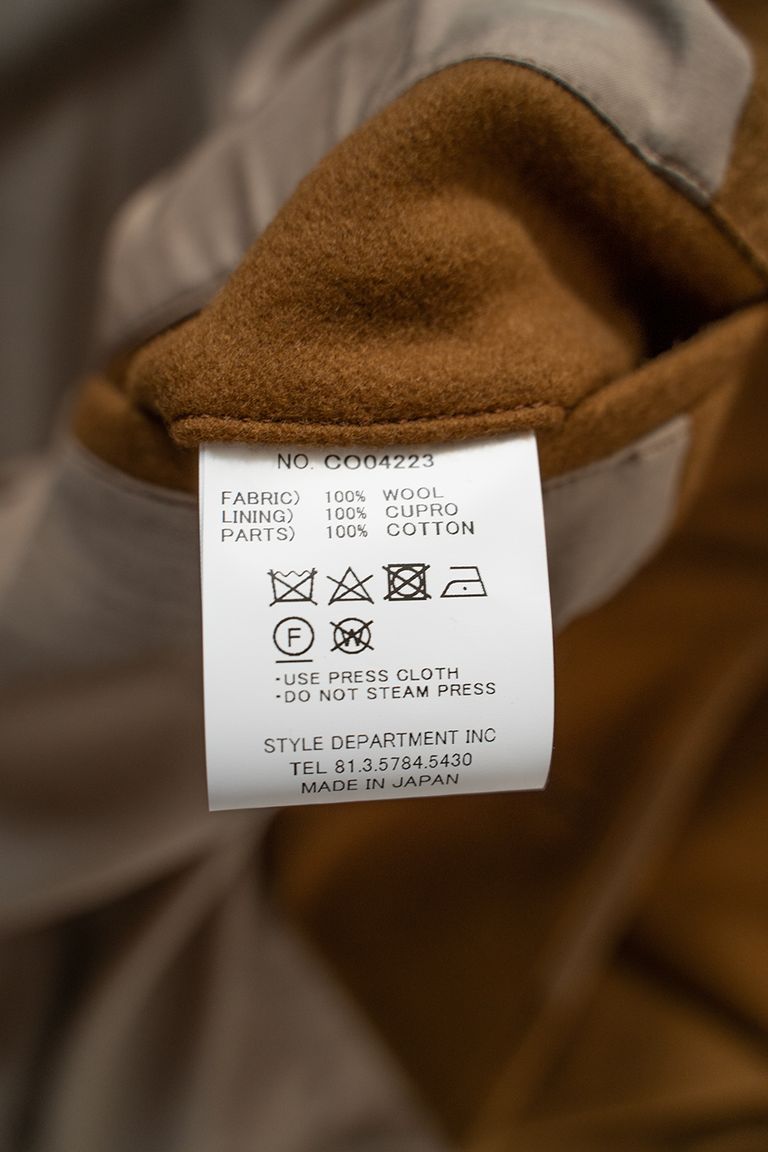 NO. CO04223
FABRIC) 100% WOOL
LINING) 100% CUPRO
PARTS) 100% COTTON
F W
·USE PRESS CLOTH
·DO NOT STEAM PRESS
STYLE DEPARTMENT INC
TEL 81.3.5784.5430
MADE IN JAPAN